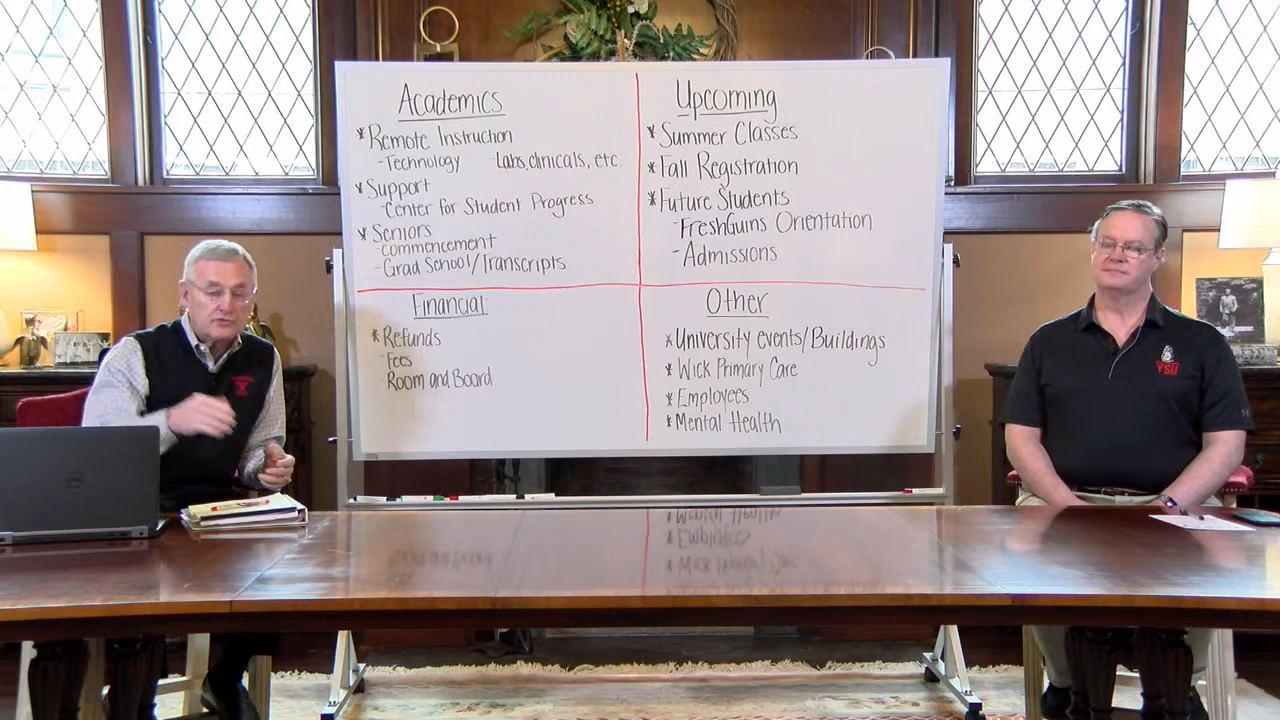 Academics
* Remote Instruction
- Technology - Labs, clinicals, etc.
* Support
- Center for Student Progress
* Seniors
- commencement
- Grad School/Transcripts
Upcoming
* Summer Classes
* Fall Registration
* Future Students
- FreshGuins Orientation
- Admissions
Financial
* Refunds
- Fees
- Room and Board
Other
* University events/Buildings
* Wick Primary Care
* Employees
* Mental Health
YSU
DELL